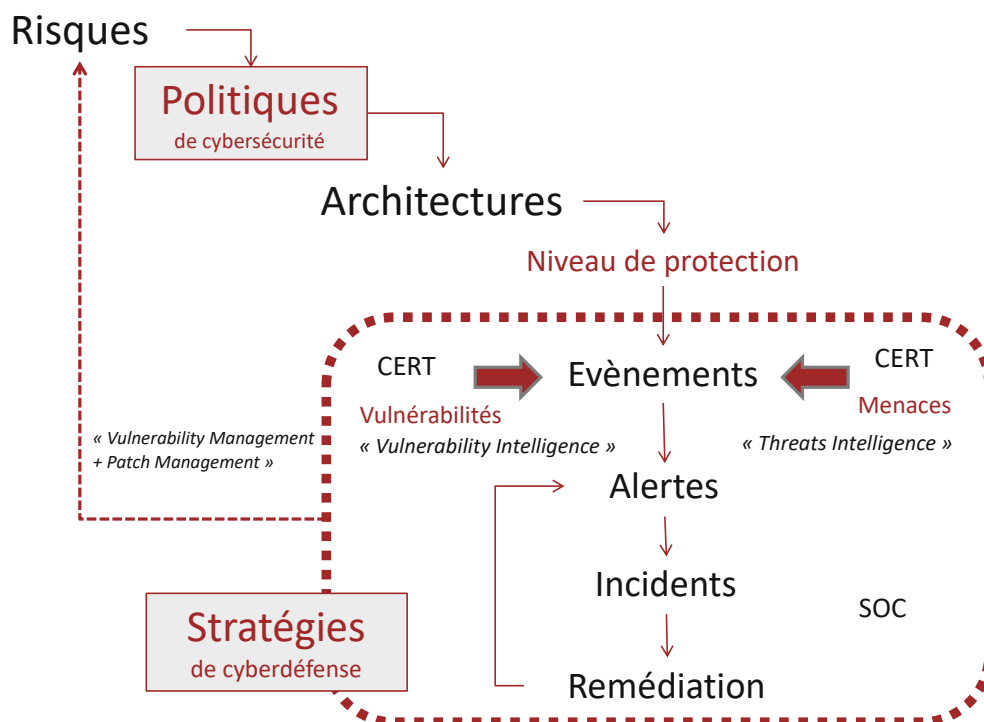 Risques
Politiques
de cybersécurité
Architectures
Niveau de protection
CERT
Evènements
CERT
Vulnérabilités
Menaces
« Vulnerability Management
+ Patch Management »
« Vulnerability Intelligence »
« Threats Intelligence »
Alertes
Incidents
SOC
Stratégies
de cyberdéfense
Remédiation